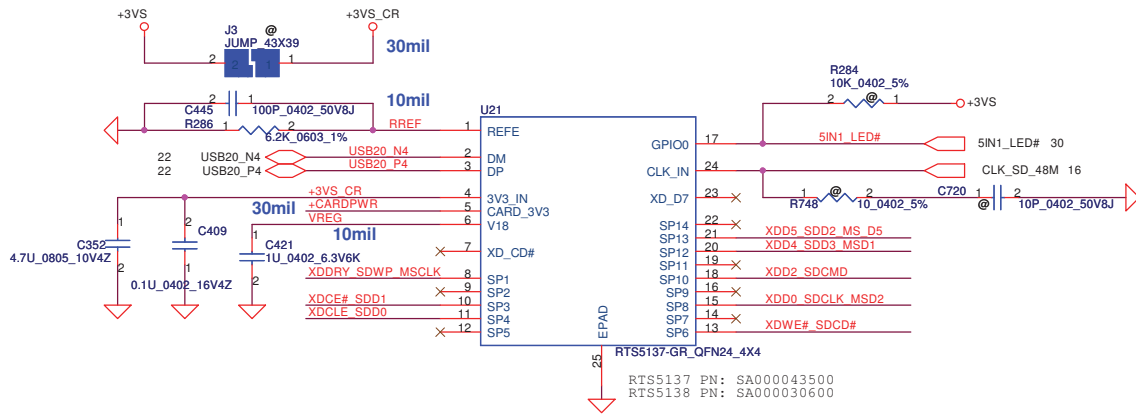 +3VS
+3VS_CR
J3
@
JUMP_43X39
30mil
2
2
1
1
2
1
C445
100P_0402_50V8J
10mil
R286
1
2
6.2K_0603_1%
RREF
1
REFE
U21
22
USB20_N4
USB20_N4
2
DM
22
USB20_P4
USB20_P4
3
DP
+3VS_CR
4
3V3_IN
30mil
+CARDPWR
5
CARD_3V3
VREG
6
V18
10mil
1
C352
4.7U_0805_10V4Z
2
2
C409
1
0.1U_0402_16V4Z
1
C421
1U_0402_6.3V6K
2
7
XD_CD#
XDDRY_SDWP_MSCLK
8
SP1
9
SP2
XDCE#_SDD1
10
SP3
XDCLE_SDD0
11
SP4
12
SP5
EPAD
25
R284
10K_0402_5%
2
@
1
+3VS
GPIO0
17
5IN1_LED#
5IN1_LED# 30
CLK_IN
24
CLK_SD_48M 16
1
@
2
R748
10_0402_5%
C720
1
2
@
10P_0402_50V8J
XD_D7
23
SP14
22
SP13
21
XDD5_SDD2_MS_D5
SP12
20
XDD4_SDD3_MSD1
SP11
19
SP10
18
XDD2_SDCMD
SP9
16
SP8
15
XDD0_SDCLK_MSD2
SP7
14
SP6
13
XDWE#_SDCD#
RTS5137-GR_QFN24_4X4
RTS5137 PN: SA000043500
RTS5138 PN: SA000030600